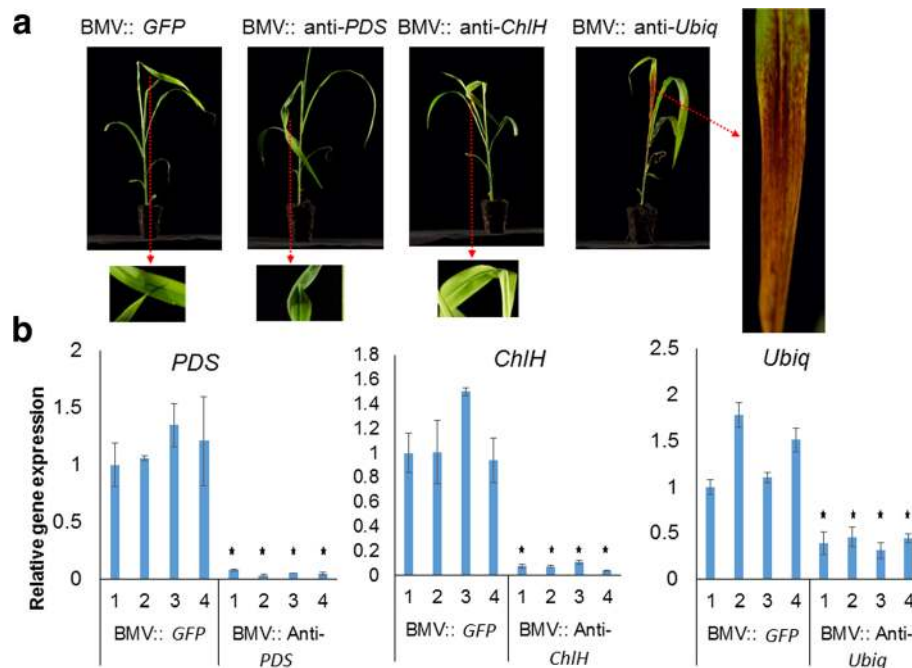 a
BMV:: GFP
BMV:: anti-PDS
BMV:: anti-ChlH
BMV:: anti-Ubiq
b
Relative gene expression
PDS
2
1.5
1
0.5
0
1 2 3 4 1 2 3 4
BMV:: GFP BMV:: Anti-
PDS
ChlH
1.8
1.6
1.4
1.2
1
0.8
0.6
0.4
0.2
0
1 2 3 4 1 2 3 4
BMV:: GFP BMV:: Anti-
ChlH
Ubiq
2.5
2
1.5
1
0.5
0
1 2 3 4 1 2 3 4
BMV:: GFP BMV:: Anti-
Ubiq